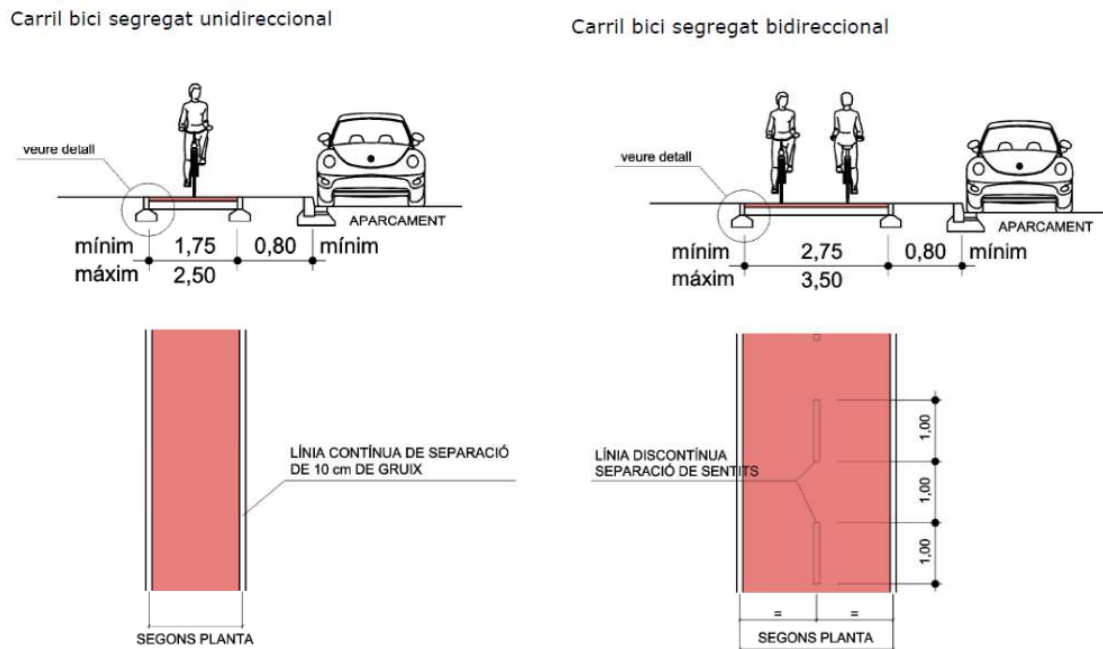 Carril bici segregat unidireccional
veure detall
APARCAMENT
mínim 1,75 0,80 mínim
máxim 2,50
LÍNIA CONTÍNUA DE SEPARACIÓ
DE 10 cm DE GRUIX
SEGONS PLANTA
Carril bici segregat bidireccional
veure detall
APARCAMENT
mínim 2,75 0,80 mínim
máxim 3,50
LÍNIA DISCONTÍNUA
SEPARACIÓ DE SENTITS
1,00
1,00
1,00
= =
SEGONS PLANTA